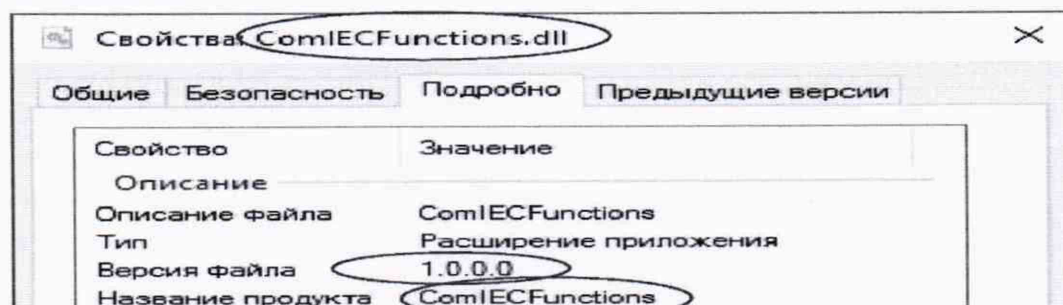 Свойства: ComIECFunctions.dll
Общие Безопасность Подробно Предыдущие версии
Свойство Значение
Описание
Описание файла ComIECFunctions
Тип Расширение приложения
Версия файла 1.0.0.0
Название продукта ComIECFunctions